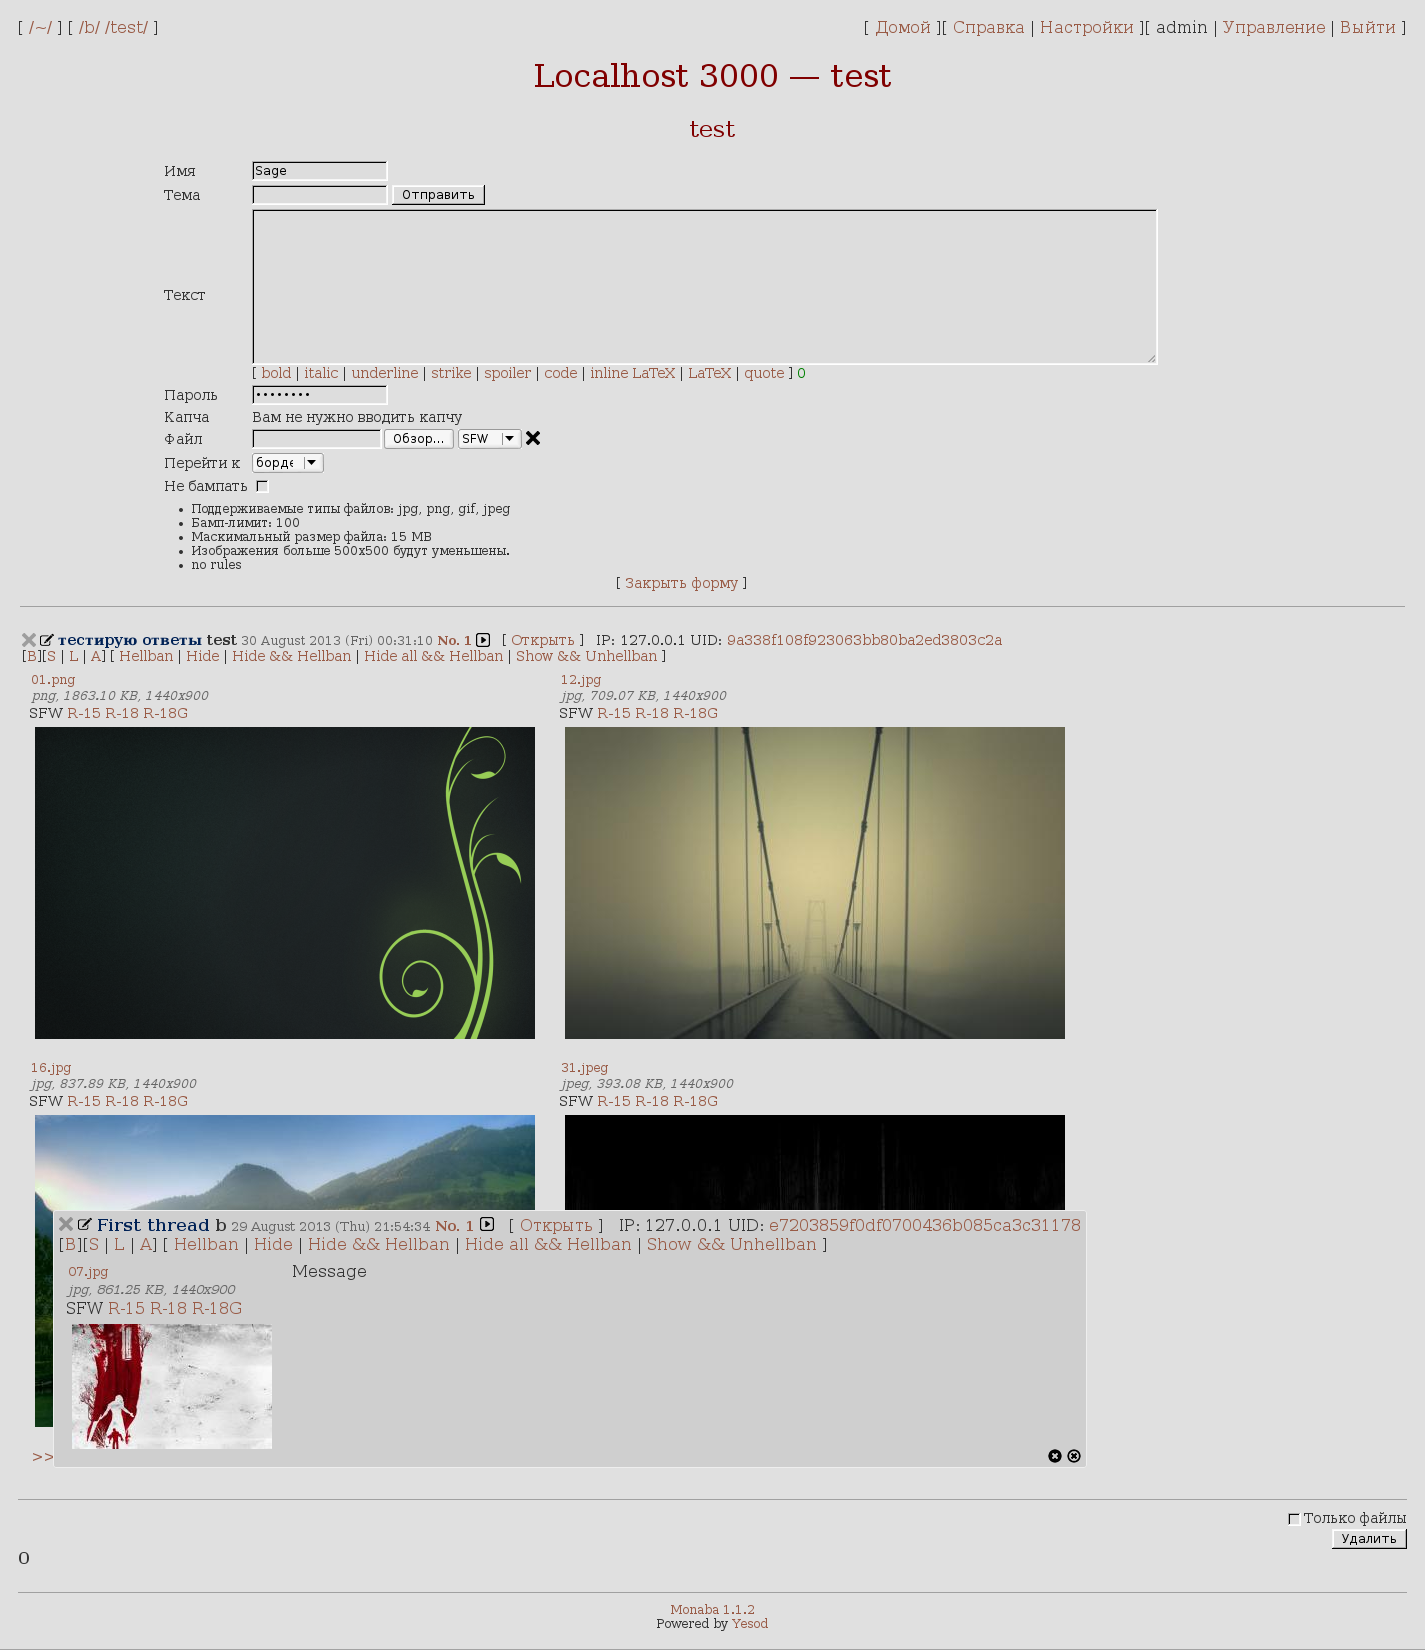 [ /~/ ] [ /b/ /test/ ]
[ Домой ][ Справка | Настройки ][ admin | Управление | Выйти ]
Localhost 3000 — test
test
Имя Sage
Тема Отправить
Текст
[ bold | italic | underline | strike | spoiler | code | inline LaTeX | LaTeX | quote ] 0
Пароль ••••••••
Капча Вам не нужно вводить капчу
Файл Обзор... SFW
Перейти к борде
Не бампать
• Поддерживаемые типы файлов: jpg, png, gif, jpeg
• Бамп-лимит: 100
• Маскимальный размер файла: 15 MB
• Изображения больше 500x500 будут уменьшены.
• no rules
[ Закрыть форму ]
тестирую ответы test 30 August 2013 (Fri) 00:31:10 No. 1 [ Открыть ] IP: 127.0.0.1 UID: 9a338f108f923063bb80ba2ed3803c2a
[B][S | L | A] [ Hellban | Hide | Hide && Hellban | Hide all && Hellban | Show && Unhellban ]
01.png
png, 1863.10 KB, 1440x900
SFW R-15 R-18 R-18G
12.jpg
jpg, 709.07 KB, 1440x900
SFW R-15 R-18 R-18G
16.jpg
jpg, 837.89 KB, 1440x900
SFW R-15 R-18 R-18G
31.jpeg
jpeg, 393.08 KB, 1440x900
SFW R-15 R-18 R-18G
First thread b 29 August 2013 (Thu) 21:54:34 No. 1 [ Открыть ] IP: 127.0.0.1 UID: e7203859f0df0700436b085ca3c31178
[B][S | L | A] [ Hellban | Hide | Hide && Hellban | Hide all && Hellban | Show && Unhellban ]
07.jpg
jpg, 861.25 KB, 1440x900
SFW R-15 R-18 R-18G
Message
>>
Только файлы
Удалить
0
Monaba 1.1.2
Powered by Yesod